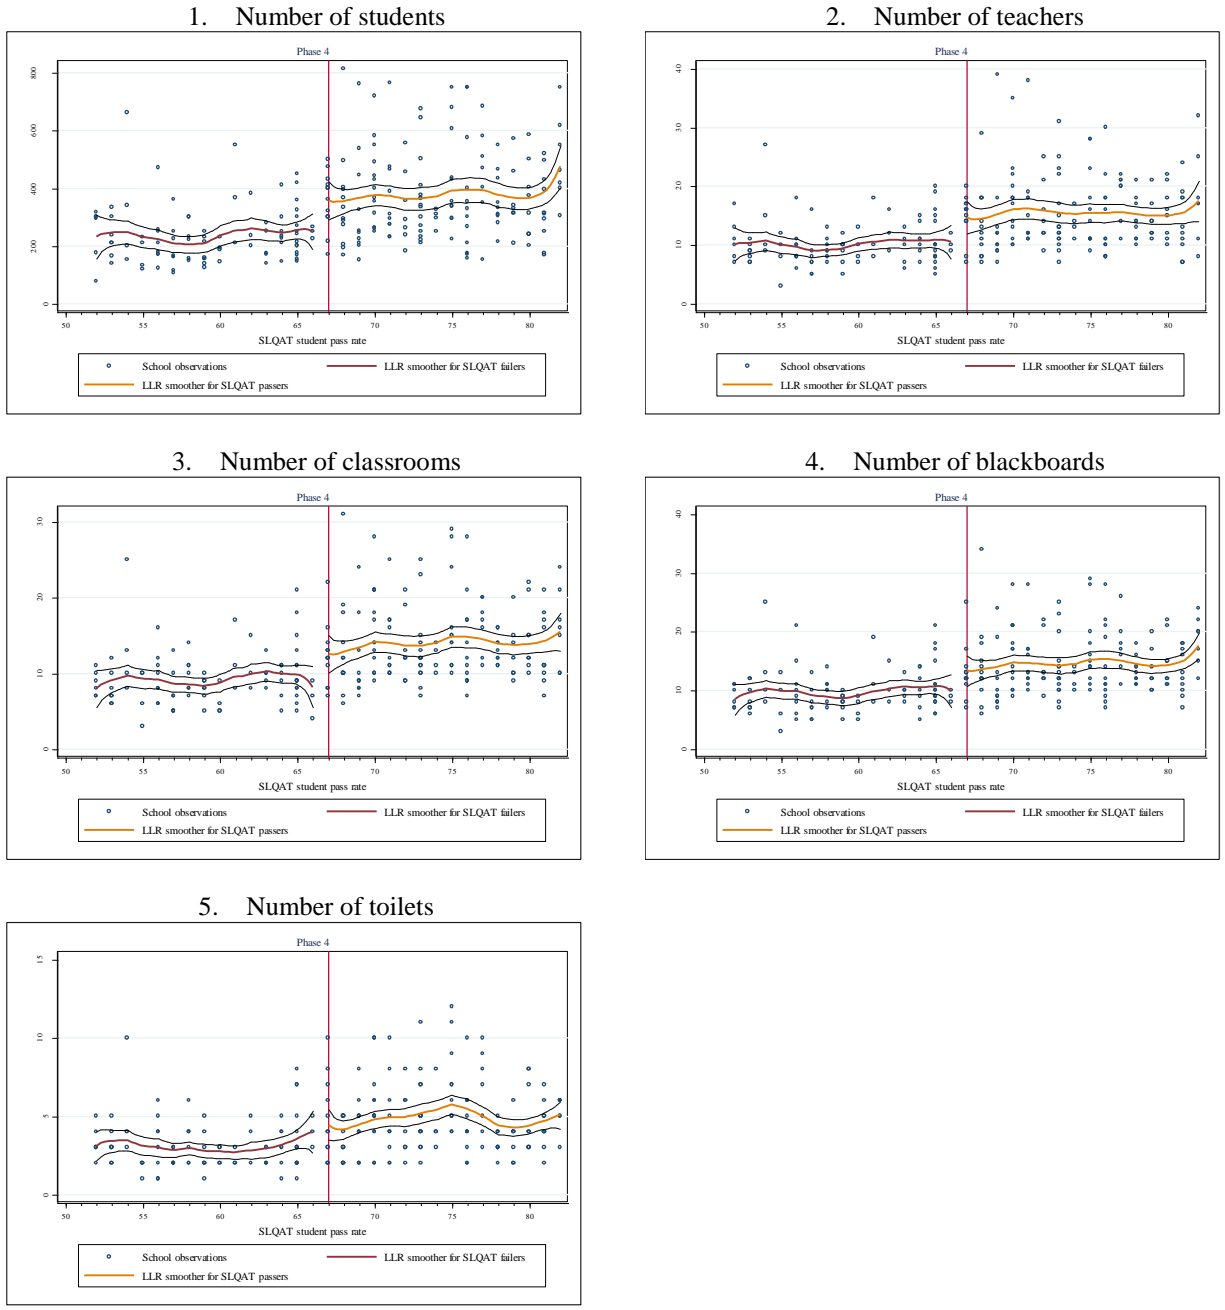 1. Number of students
2. Number of teachers
Phase 4
800
600
400
200
0
50 55 60 65 70 75 80
SLQAT student pass rate
School observations
LLR smoother for SLQAT failers
LLR smoother for SLQAT passers
Phase 4
40
30
20
10
0
50 55 60 65 70 75 80
SLQAT student pass rate
School observations
LLR smoother for SLQAT failers
LLR smoother for SLQAT passers
3. Number of classrooms
4. Number of blackboards
Phase 4
30
20
10
0
50 55 60 65 70 75 80
SLQAT student pass rate
School observations
LLR smoother for SLQAT failers
LLR smoother for SLQAT passers
Phase 4
40
30
20
10
0
50 55 60 65 70 75 80
SLQAT student pass rate
School observations
LLR smoother for SLQAT failers
LLR smoother for SLQAT passers
5. Number of toilets
Phase 4
15
10
5
0
50 55 60 65 70 75 80
SLQAT student pass rate
School observations
LLR smoother for SLQAT failers
LLR smoother for SLQAT passers